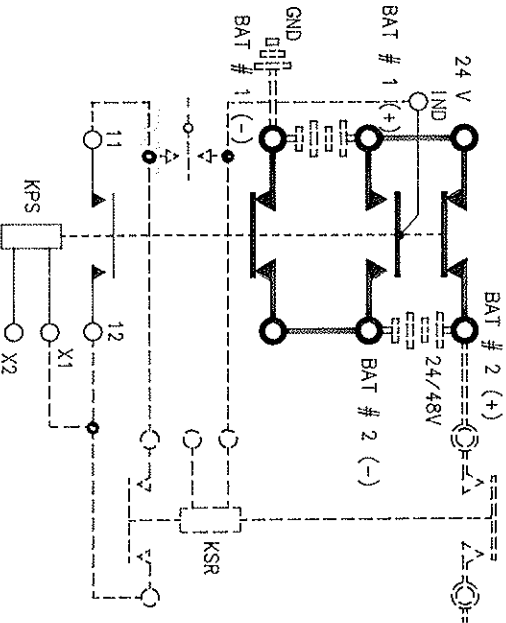 GND
BAT # 1 (-)
BAT # 1 (+)
IND
24 V
BAT # 2 (+)
24/48V
BAT # 2 (-)
11
12
KPS
X1
X2
KSR